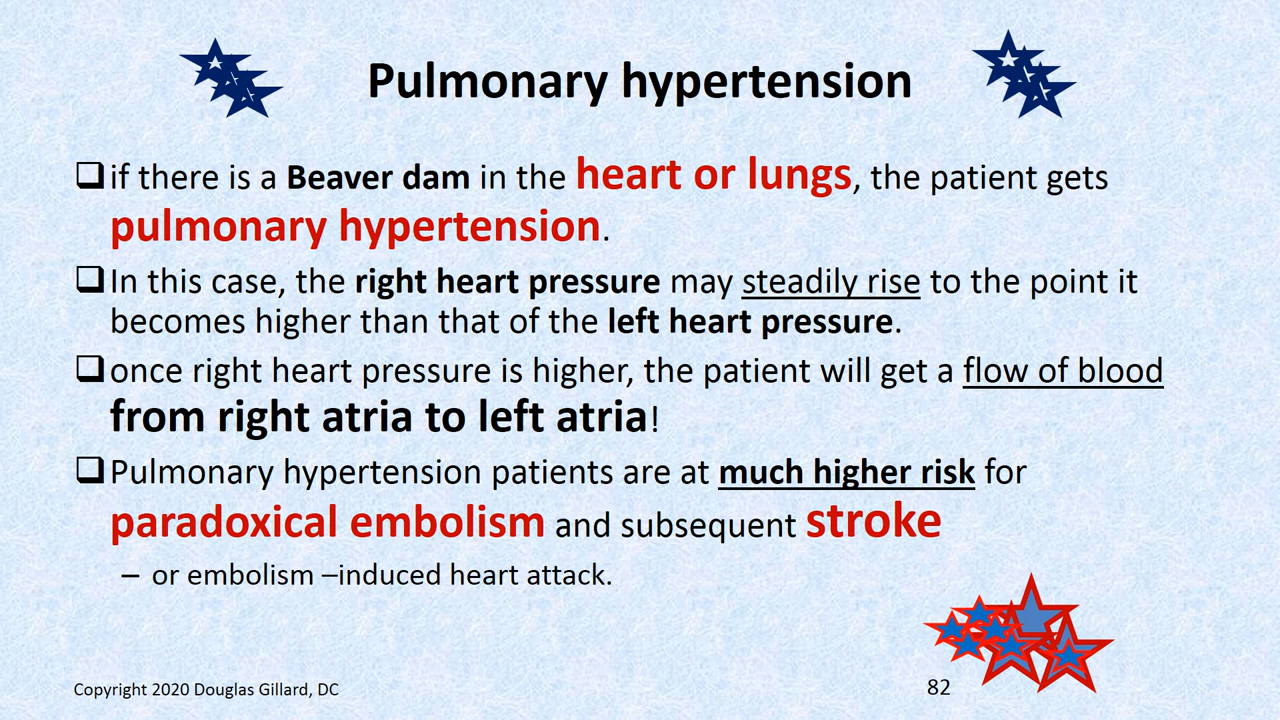 Pulmonary hypertension
❑if there is a Beaver dam in the heart or lungs, the patient gets
pulmonary hypertension.
❑In this case, the right heart pressure may steadily rise to the point it
becomes higher than that of the left heart pressure.
❑once right heart pressure is higher, the patient will get a flow of blood
from right atria to left atria!
❑Pulmonary hypertension patients are at much higher risk for
paradoxical embolism and subsequent stroke
– or embolism –induced heart attack.
Copyright 2020 Douglas Gillard, DC
82